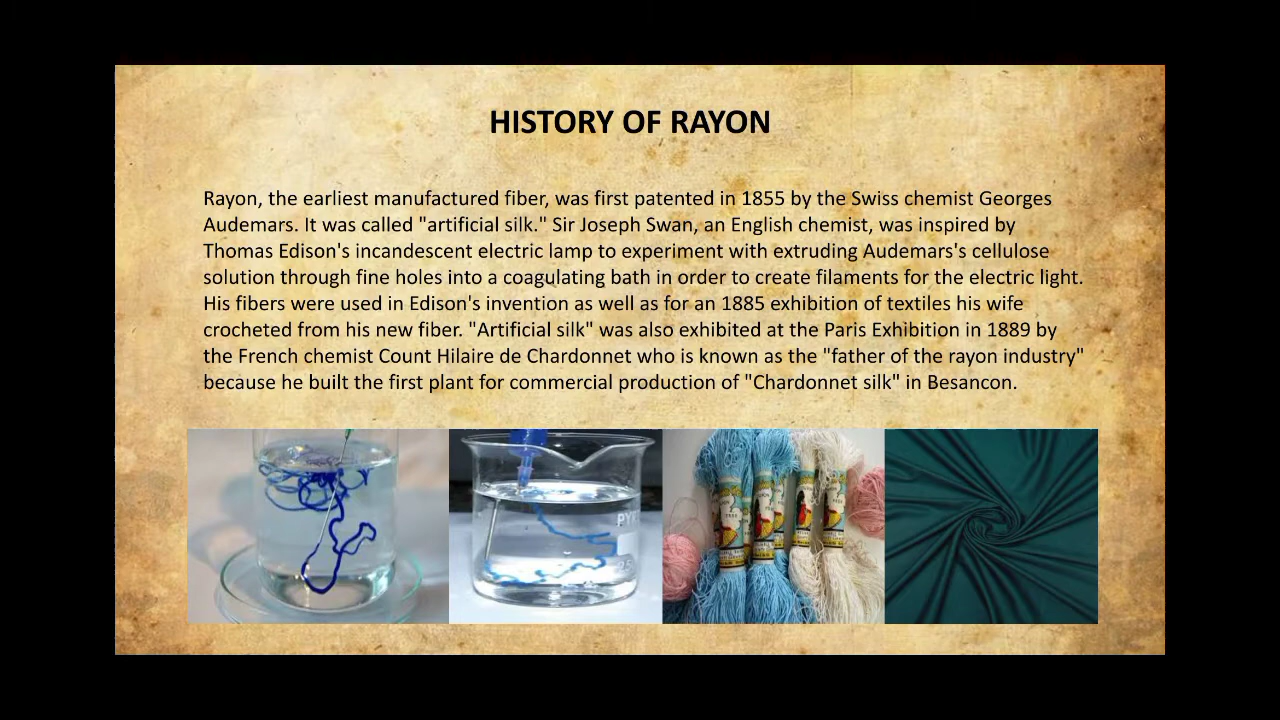 HISTORY OF RAYON
Rayon, the earliest manufactured fiber, was first patented in 1855 by the Swiss chemist Georges
Audemars. It was called "artificial silk." Sir Joseph Swan, an English chemist, was inspired by
Thomas Edison's incandescent electric lamp to experiment with extruding Audemars's cellulose
solution through fine holes into a coagulating bath in order to create filaments for the electric light.
His fibers were used in Edison's invention as well as for an 1885 exhibition of textiles his wife
crocheted from his new fiber. "Artificial silk" was also exhibited at the Paris Exhibition in 1889 by
the French chemist Count Hilaire de Chardonnet who is known as the "father of the rayon industry"
because he built the first plant for commercial production of "Chardonnet silk" in Besancon.